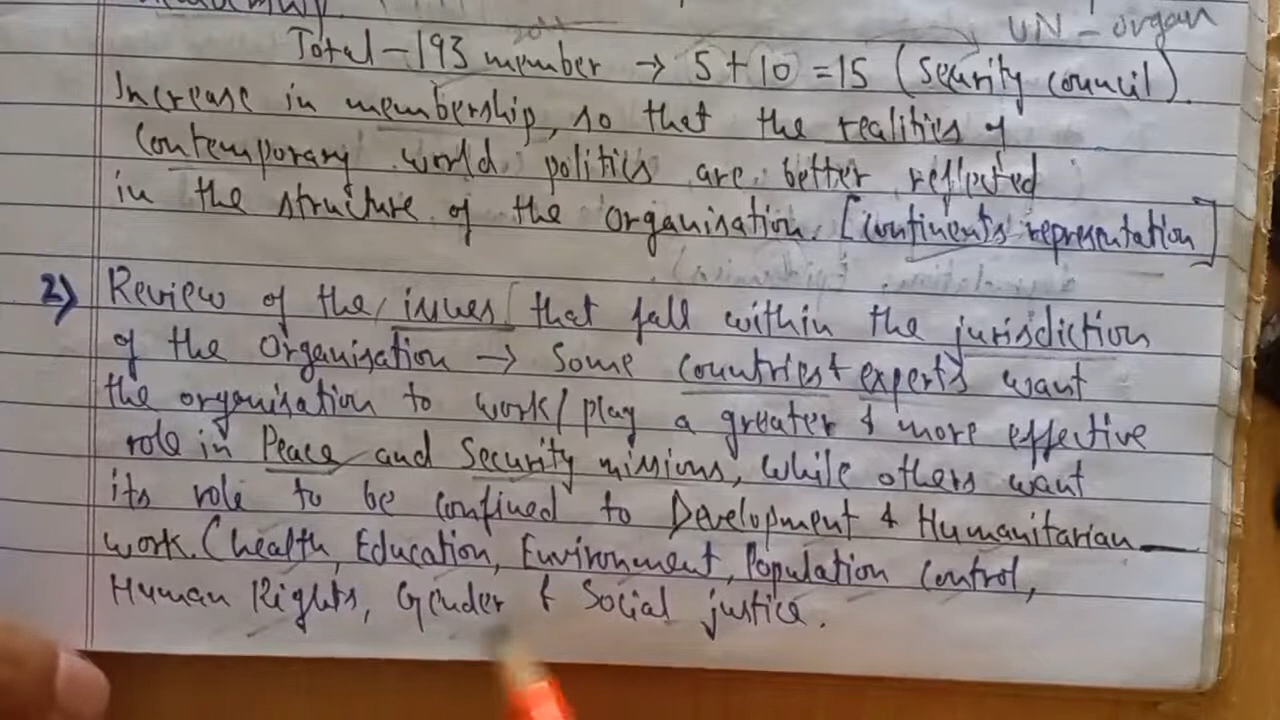 UN - organ
Total - 193 member → 5 + 10 = 15 (Security Council).
Increase in membership, so that the realities of
Contemporary world politics are better reflected
in the structure of the Organisation. [Continents representation]
2) Review of the issues that fall within the jurisdiction
of the Organisation → Some countries & experts want
the organisation to work/play a greater & more effective
role in Peace and Security missions, while others want
its role to be confined to Development & Humanitarian
work. (health, Education, Environment, Population control,
Human Rights, Gender & Social justice.